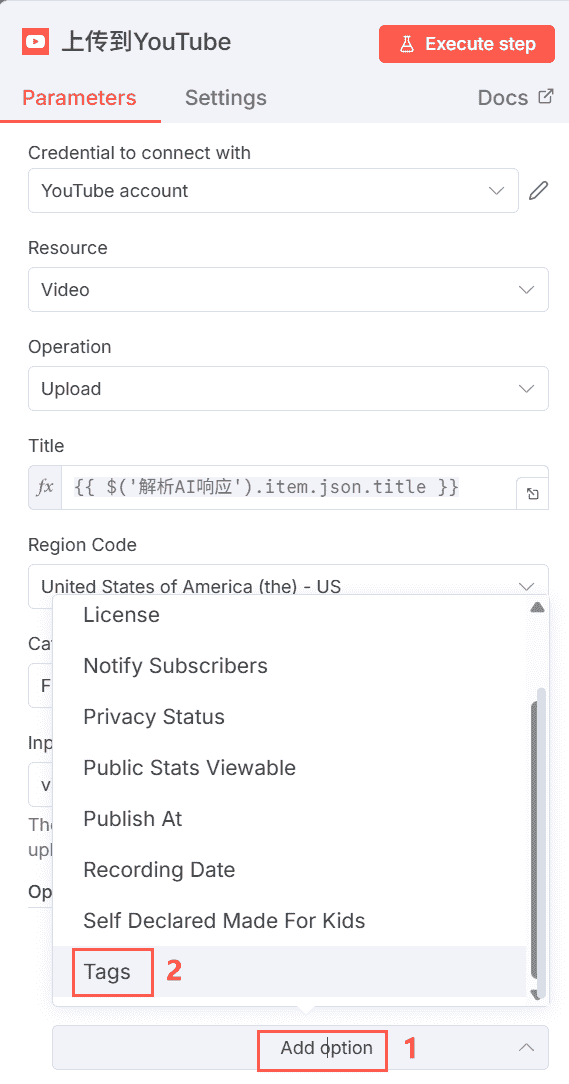 上传到YouTube
Execute step
Parameters
Settings
Docs
Credential to connect with
YouTube account
Resource
Video
Operation
Upload
Title
fx {{ $('解析AI响应').item.json.title }}
Region Code
United States of America (the) - US
License
Notify Subscribers
Privacy Status
Public Stats Viewable
Publish At
Recording Date
Self Declared Made For Kids
Tags 2
Add option 1